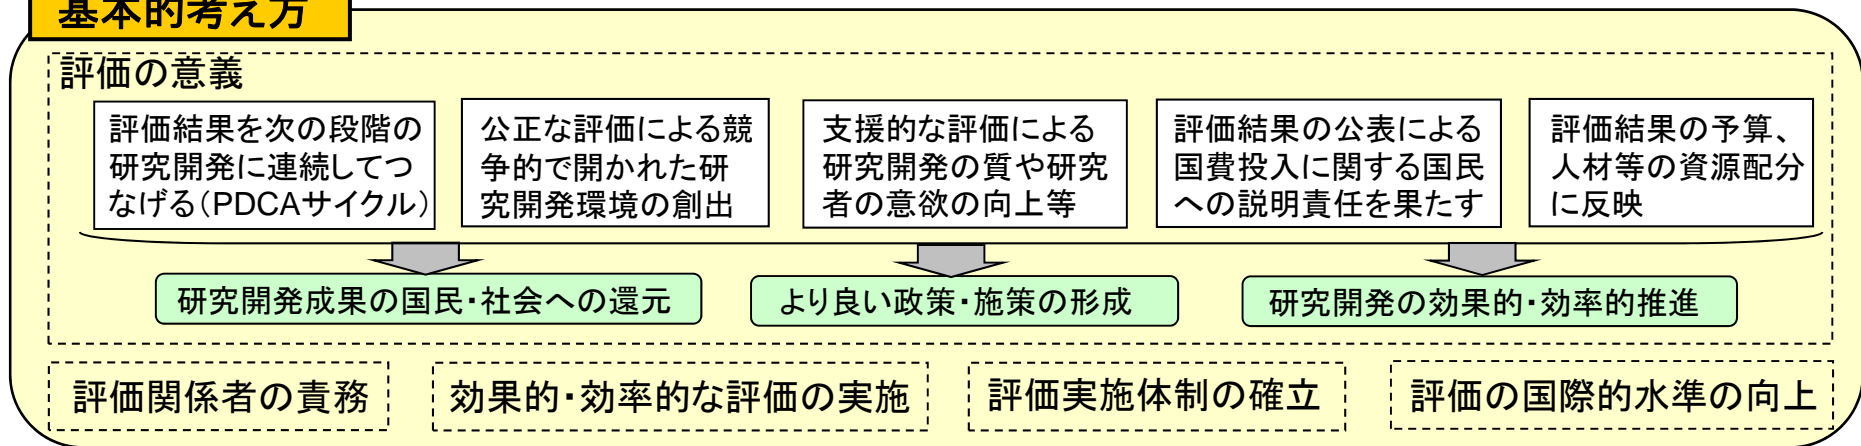 基本的考え方
評価の意義
評価結果を次の段階の
研究開発に連続してつ
なげる(PDCAサイクル)
公正な評価による競
争的で開かれた研
究開発環境の創出
支援的な評価による
研究開発の質や研究
者の意欲の向上等
評価結果の公表による
国費投入に関する国民
への説明責任を果たす
評価結果の予算、
人材等の資源配分
に反映
研究開発成果の国民・社会への還元
より良い政策・施策の形成
研究開発の効果的・効率的推進
評価関係者の責務
効果的・効率的な評価の実施
評価実施体制の確立
評価の国際的水準の向上